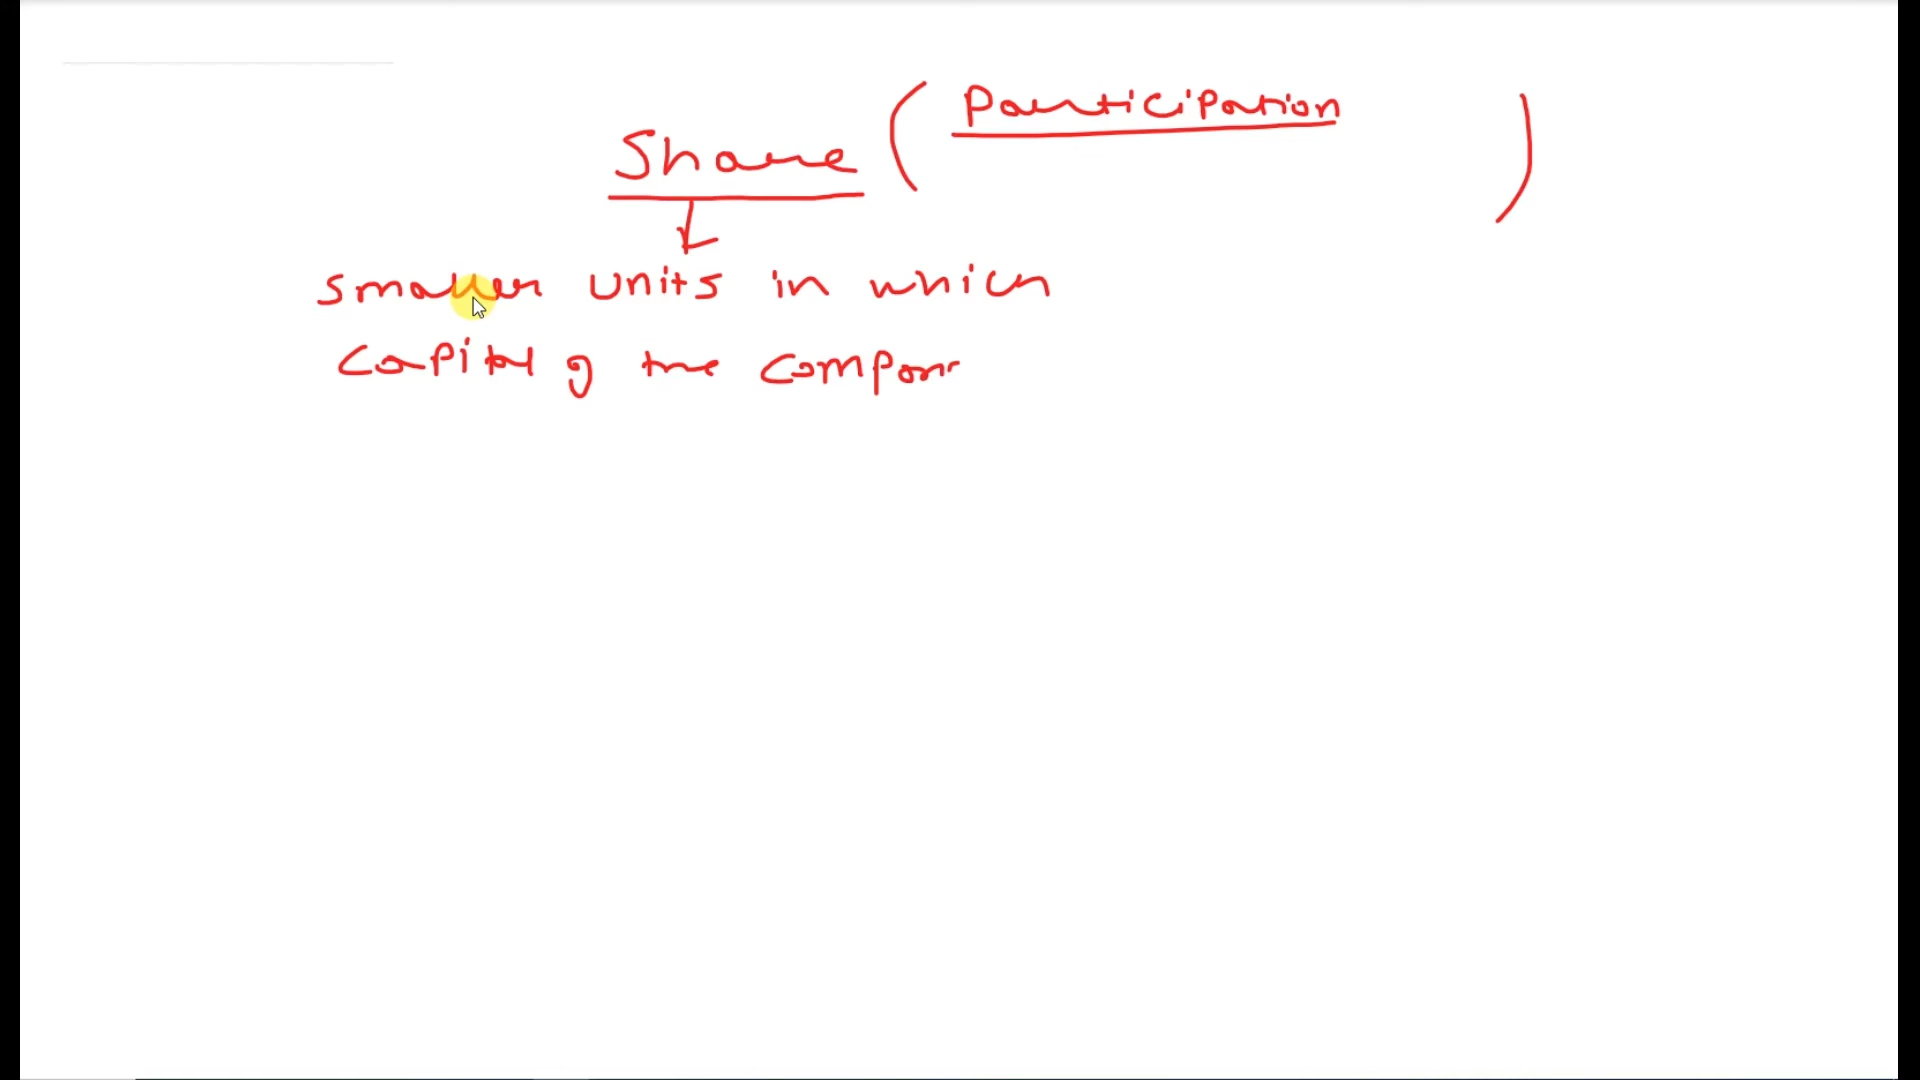 Share ( Participation )
smaller units in which
capital of the compan